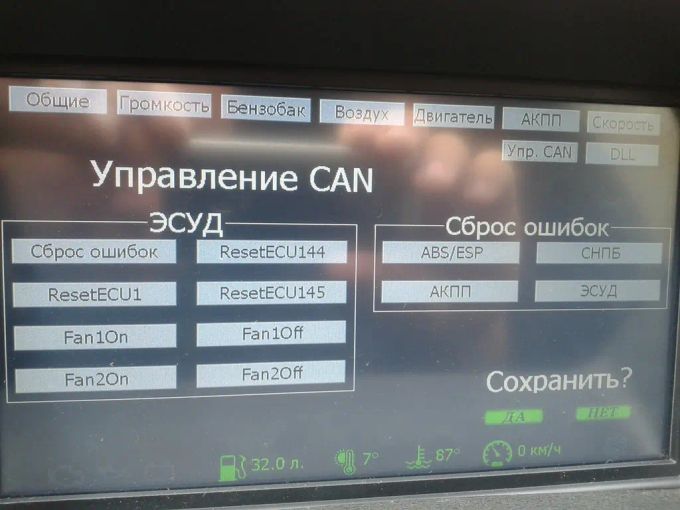 Общие Громкость Бензобак Воздух Двигатель АКПП Скорость
Упр. CAN DLL
Управление CAN
ЭСУД
Сброс ошибок ResetECU144
ResetECU1 ResetECU145
Fan1On Fan1Off
Fan2On Fan2Off
Сброс ошибок
ABS/ESP СНПБ
АКПП ЭСУД
Сохранить?
ДА НЕТ
32.0 л. 7° 87° 0 км/ч